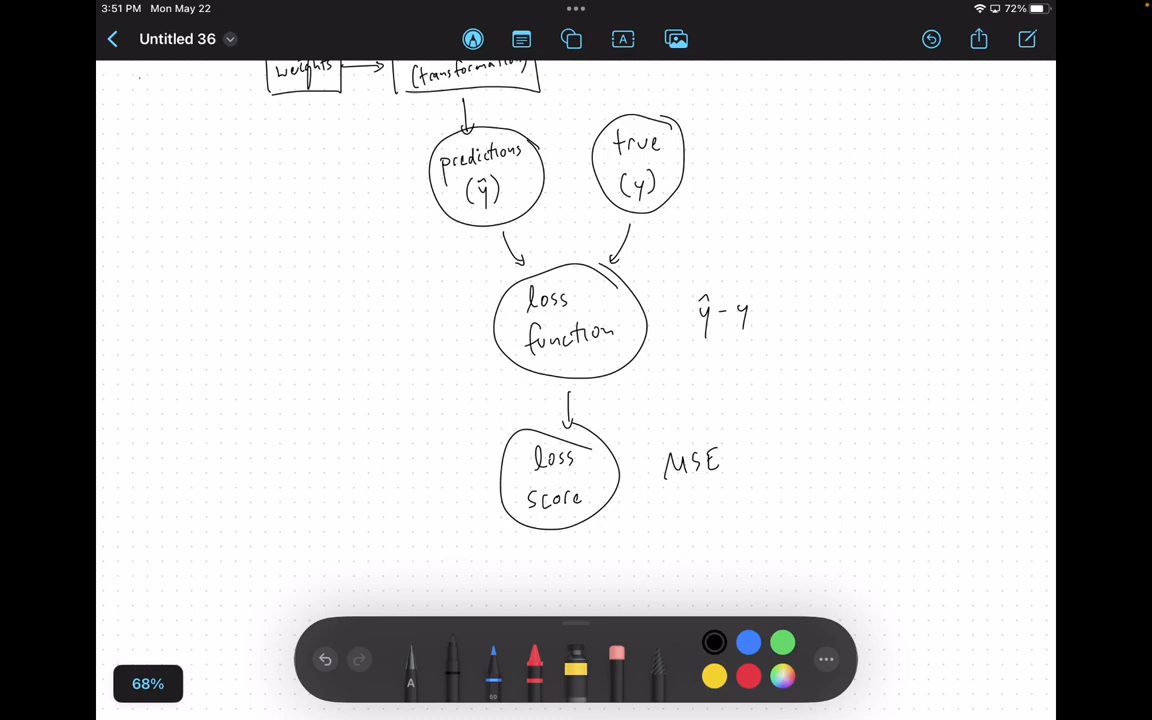 3:51 PM Mon May 22
72%
Untitled 36
A
weights
(transformation)
predictions
(ŷ)
true
(y)
loss
function
ŷ - y
loss
score
MSE
68%
A
50